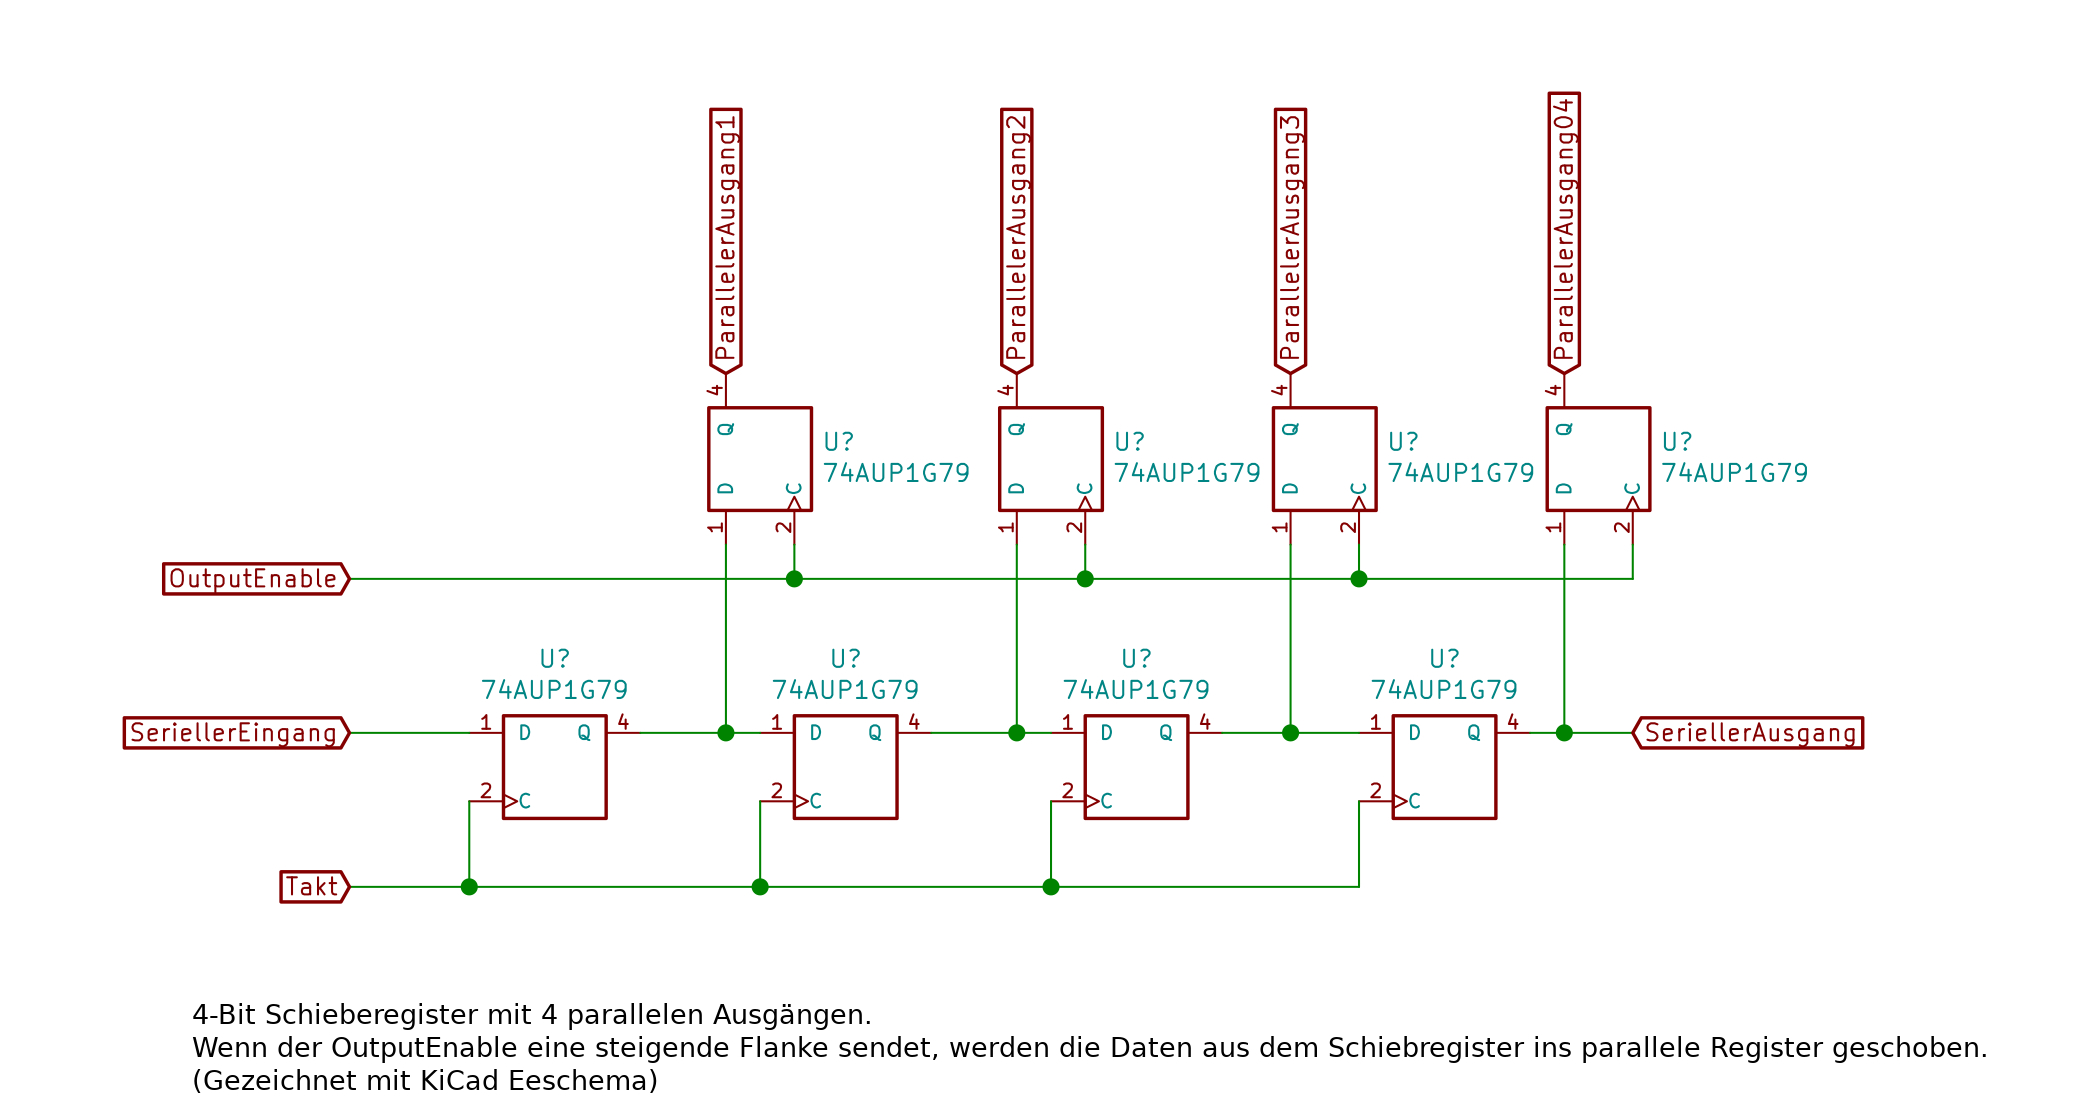 ParallelerAusgang1
ParallelerAusgang2
ParallelerAusgang3
ParallelerAusgang04
4
4
4
4
Q
Q
Q
Q
U?
U?
U?
U?
74AUP1G79
74AUP1G79
74AUP1G79
74AUP1G79
D C
D C
D C
D C
1 2
1 2
1 2
1 2
OutputEnable
U?
U?
U?
U?
74AUP1G79
74AUP1G79
74AUP1G79
74AUP1G79
SeriellerEingang
1 D Q 4
1 D Q 4
1 D Q 4
1 D Q 4
SeriellerAusgang
2 C
2 C
2 C
2 C
Takt
4-Bit Schieberegister mit 4 parallelen Ausgängen.
Wenn der OutputEnable eine steigende Flanke sendet, werden die Daten aus dem Schiebregister ins parallele Register geschoben.
(Gezeichnet mit KiCad Eeschema)